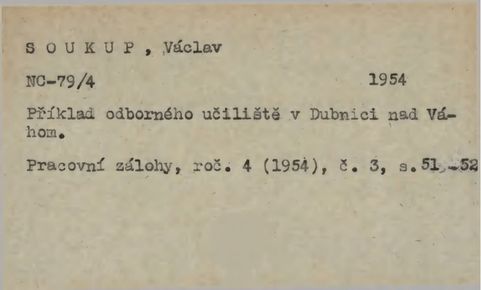 S O U K U P , Václav
NC-79/4 1954
Příklad odborného učiliště v Dubnici nad Vá-
hom.
Pracovní zálohy, roč. 4 (1954), č. 3, s.51 -52